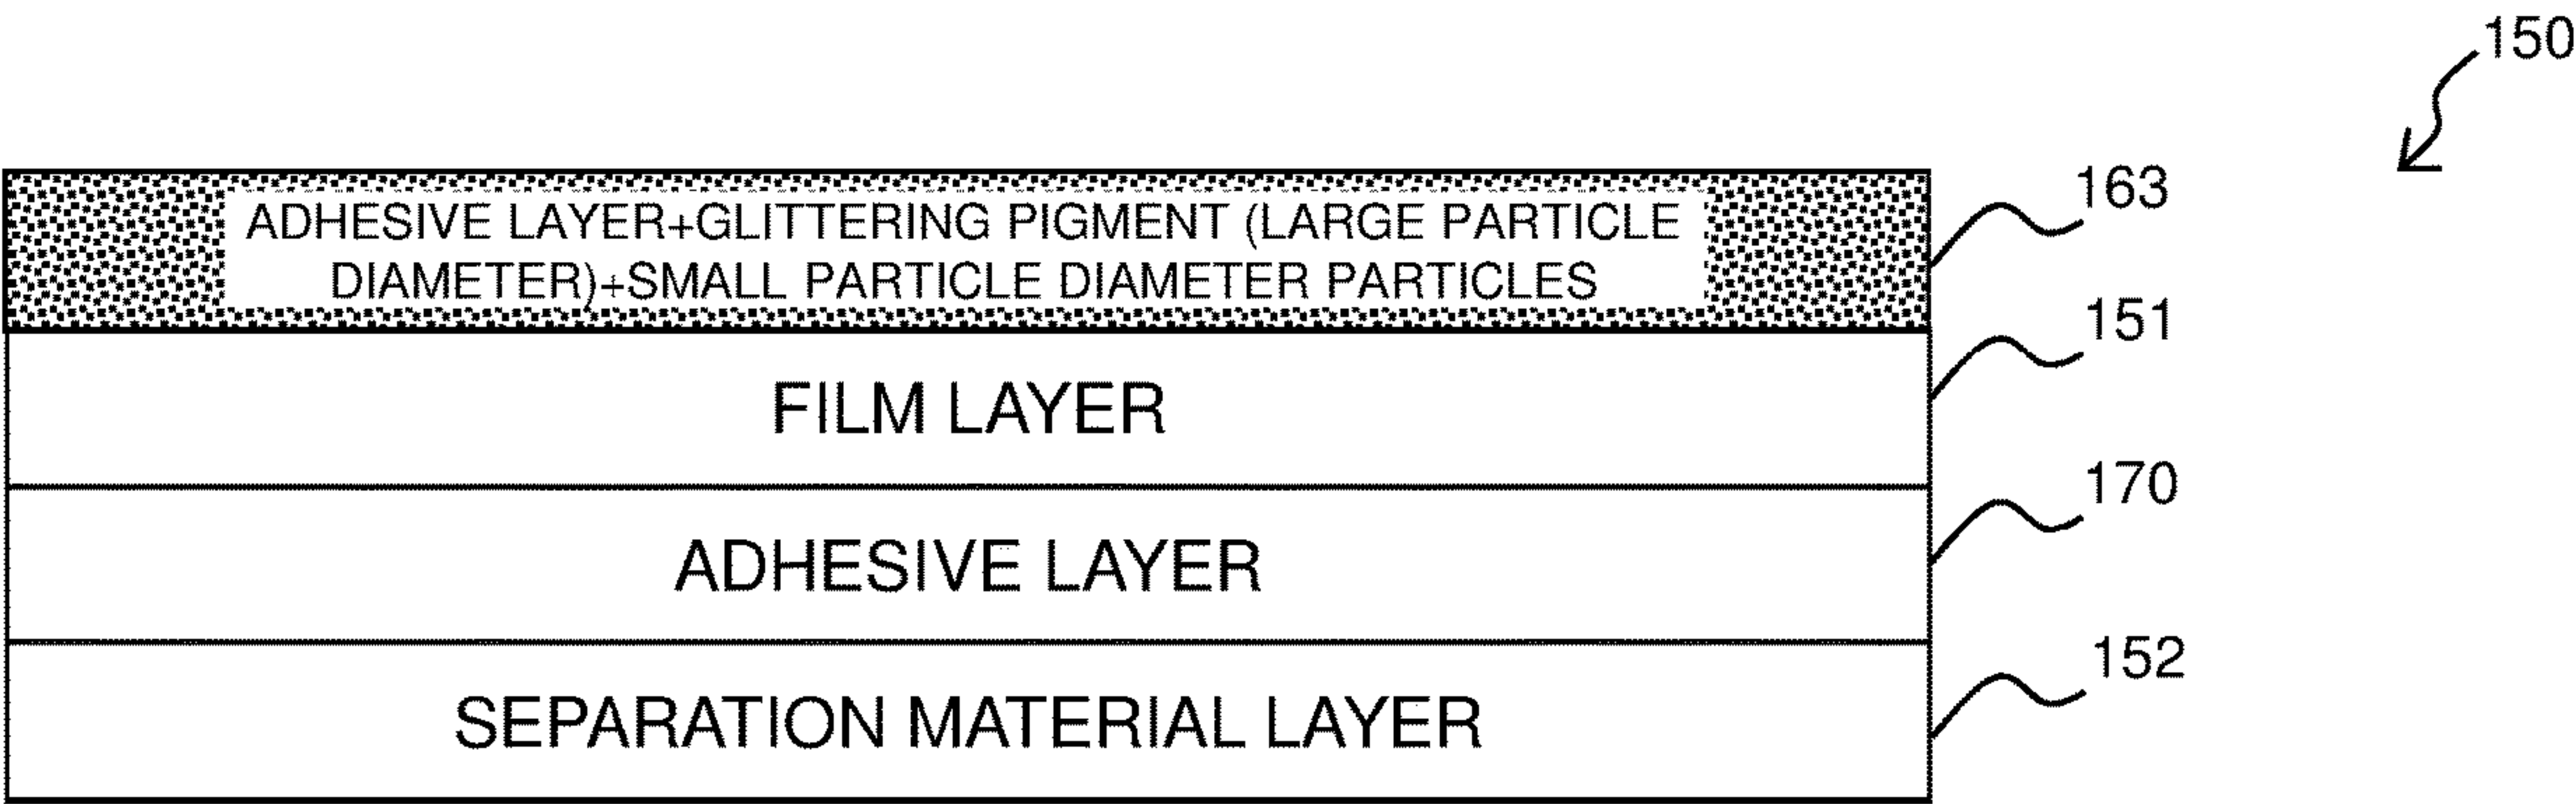 150
163
ADHESIVE LAYER+GLITTERING PIGMENT (LARGE PARTICLE
DIAMETER)+SMALL PARTICLE DIAMETER PARTICLES
151
FILM LAYER
170
ADHESIVE LAYER
152
SEPARATION MATERIAL LAYER